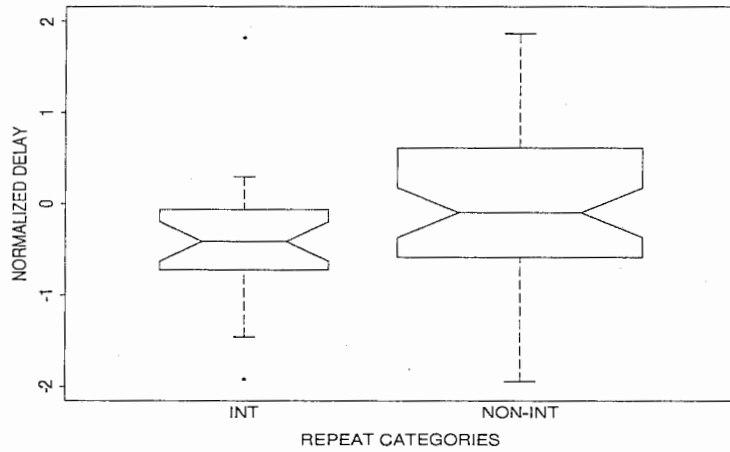 2
1
0
-1
-2
NORMALIZED DELAY
INT NON-INT
REPEAT CATEGORIES